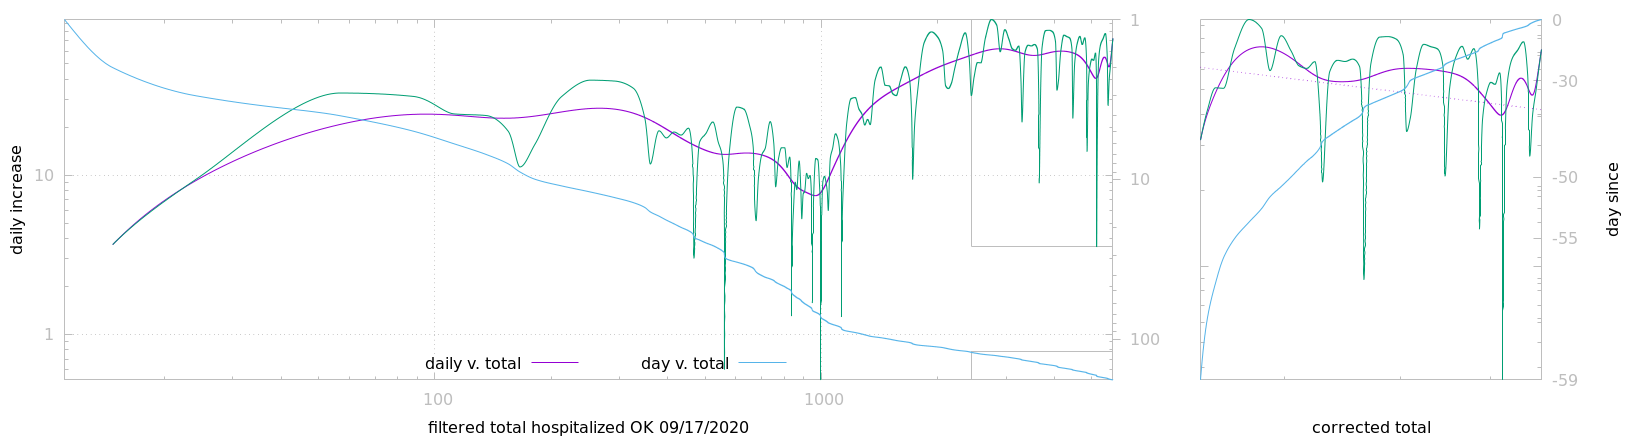 daily increase
10
1
100
1000
daily v. total
day v. total
filtered total hospitalized OK 09/17/2020
1
10
100
0
-30
-50
-55
-59
day since
corrected total